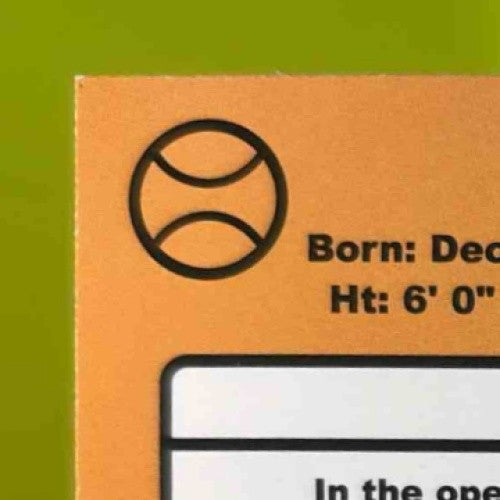 Born: Dec
Ht: 6' 0"
In the ope